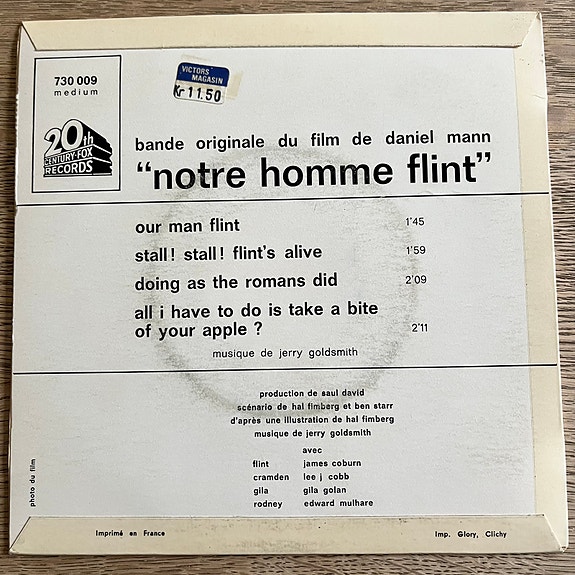 730 009
medium
VICTORS
MAGASIN
Kr 11.50
20th
CENTURY-FOX
RECORDS
bande originale du film de daniel mann
“notre homme flint”
our man flint 1'45
stall! stall! flint's alive 1'59
doing as the romans did 2'09
all i have to do is take a bite
of your apple ? 2'11
musique de jerry goldsmith
production de saul david
scénario de hal fimberg et ben starr
d'après une illustration de hal fimberg
musique de jerry goldsmith
avec
flint james coburn
cramden lee j cobb
gila gila golan
rodney edward mulhare
photo du film
Imprimé en France
Imp. Glory, Clichy